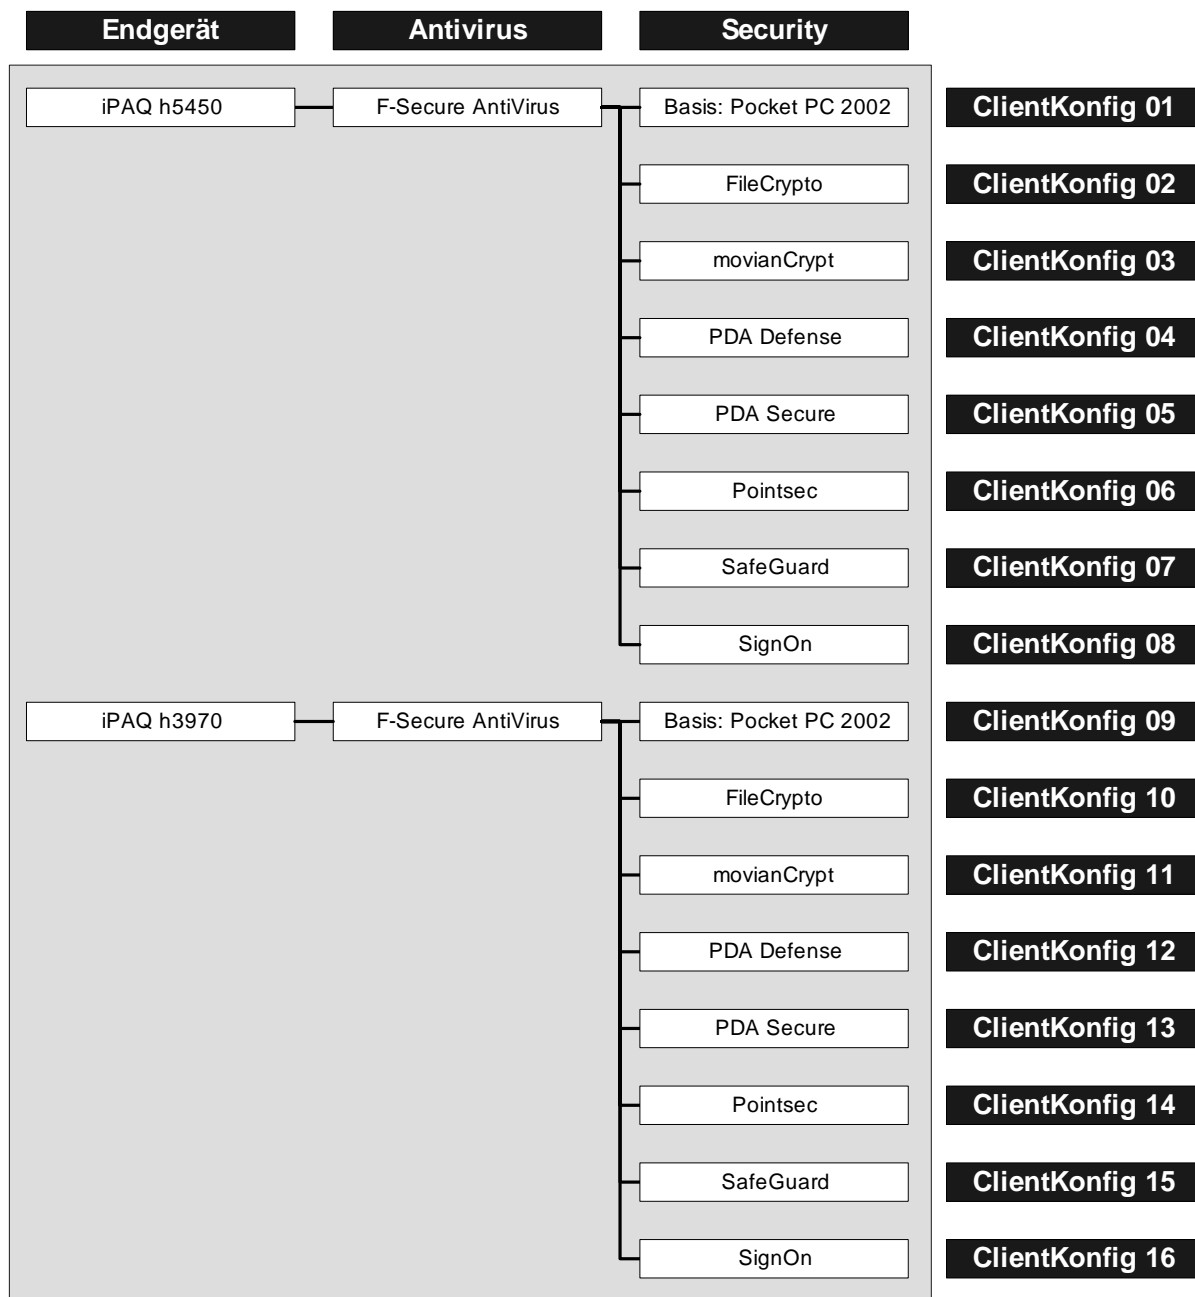 Endgerät Antivirus Security
iPAQ h5450 F-Secure AntiVirus Basis: Pocket PC 2002 ClientKonfig 01
FileCrypto ClientKonfig 02
movianCrypt ClientKonfig 03
PDA Defense ClientKonfig 04
PDA Secure ClientKonfig 05
Pointsec ClientKonfig 06
SafeGuard ClientKonfig 07
SignOn ClientKonfig 08
iPAQ h3970 F-Secure AntiVirus Basis: Pocket PC 2002 ClientKonfig 09
FileCrypto ClientKonfig 10
movianCrypt ClientKonfig 11
PDA Defense ClientKonfig 12
PDA Secure ClientKonfig 13
Pointsec ClientKonfig 14
SafeGuard ClientKonfig 15
SignOn ClientKonfig 16